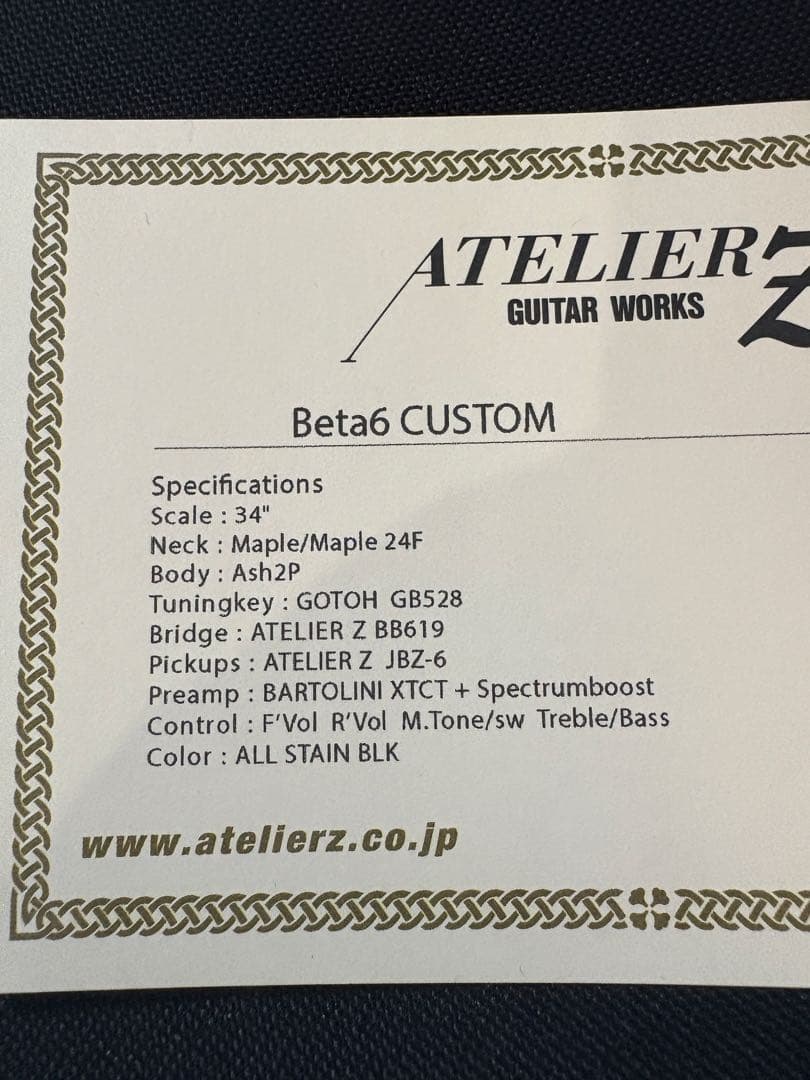 ATELIER Z
GUITAR WORKS
Beta6 CUSTOM
Specifications
Scale : 34"
Neck : Maple/Maple 24F
Body : Ash2P
Tuningkey : GOTOH GB528
Bridge : ATELIER Z BB619
Pickups : ATELIER Z JBZ-6
Preamp : BARTOLINI XTCT + Spectrumboost
Control : F'Vol R'Vol M.Tone/sw Treble/Bass
Color : ALL STAIN BLK
www.atelierz.co.jp